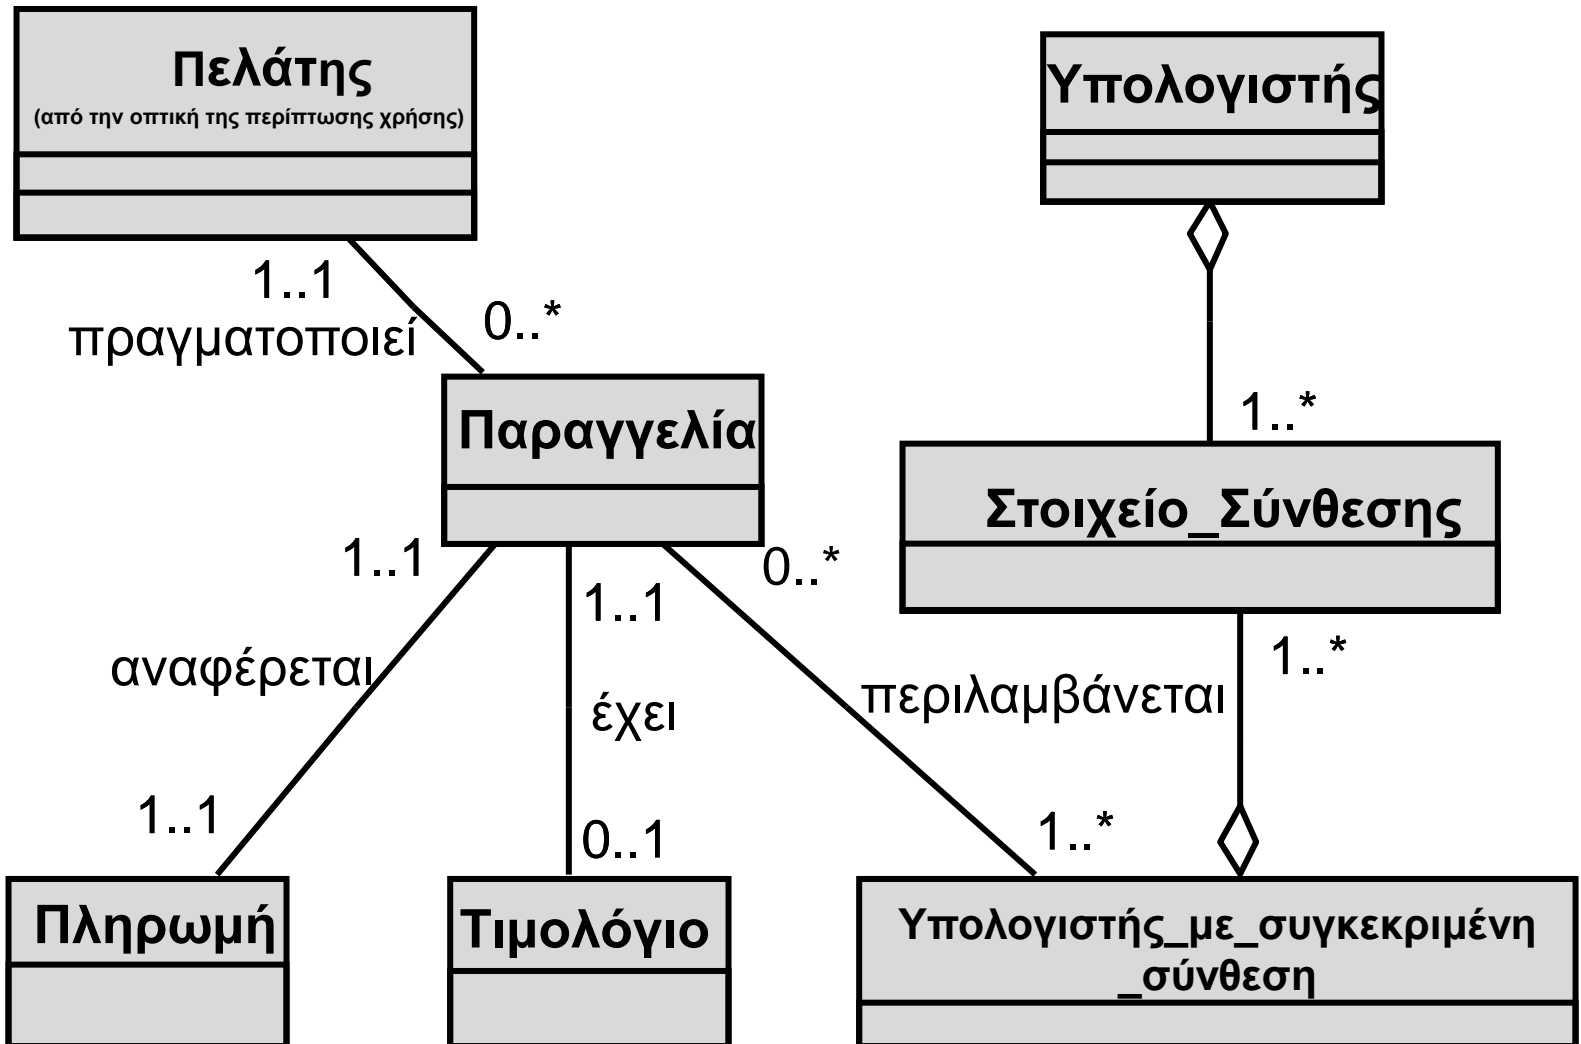 Πελάτης
(από την οπτική της περίπτωσης χρήσης)
Υπολογιστής
1..1
0..*
πραγματοποιεί
1..*
Παραγγελία
Στοιχείο_Σύνθεσης
1..1
1..1
0..*
1..*
αναφέρεται
έχει
περιλαμβάνεται
1..1
0..1
1..*
Πληρωμή
Τιμολόγιο
Υπολογιστής_με_συγκεκριμένη
_σύνθεση